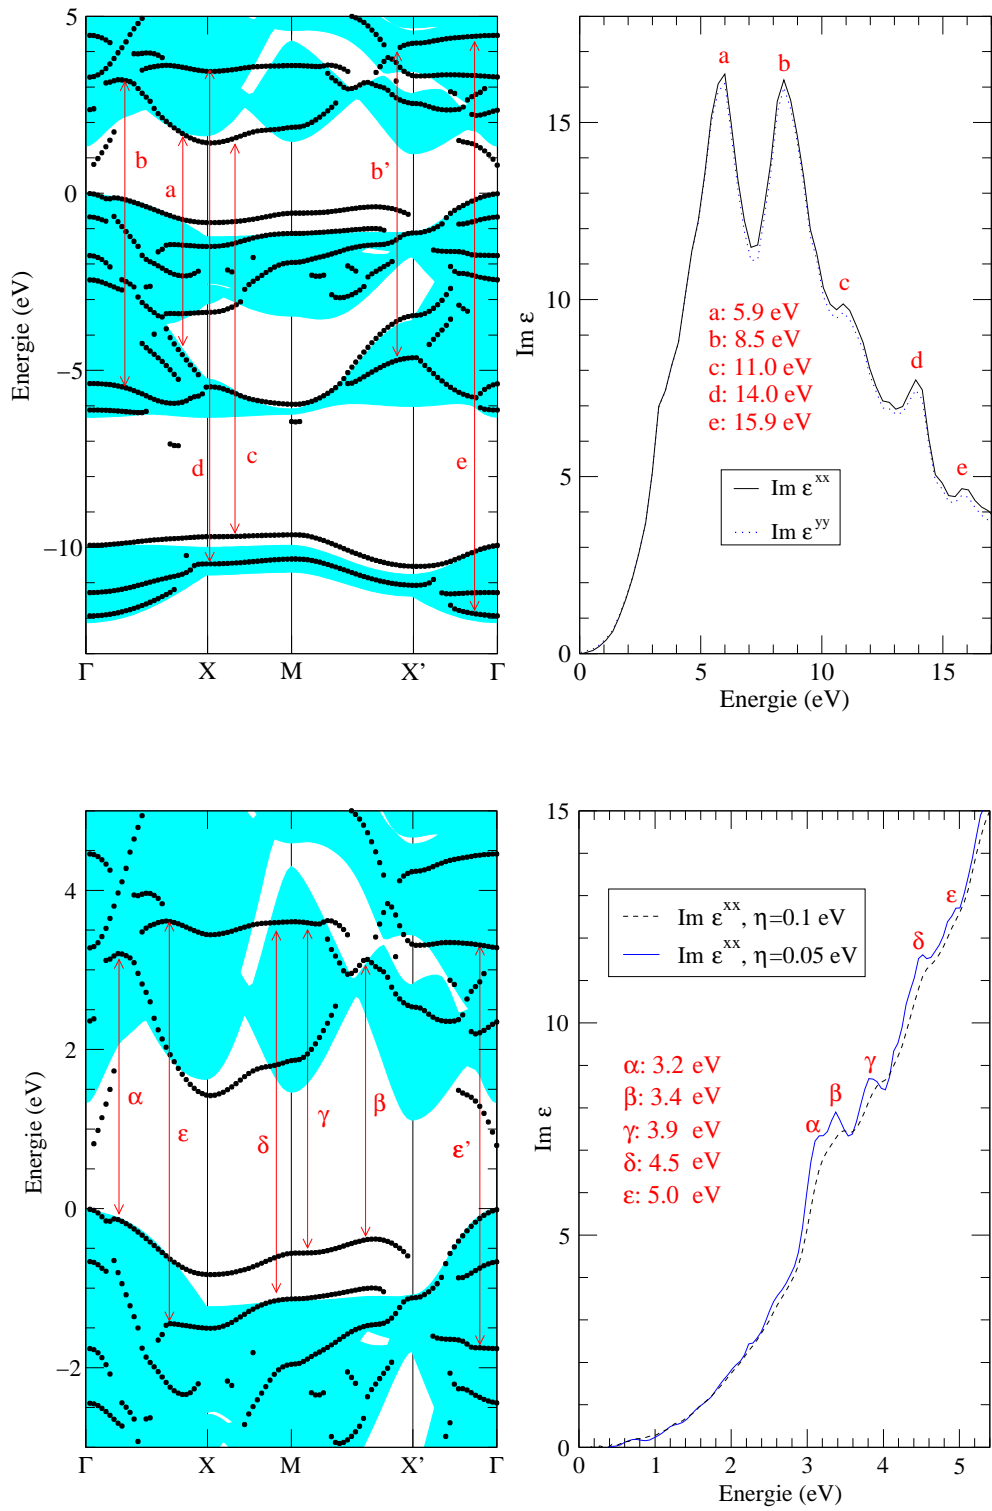 5
0
−5
−10
Energie (eV)
Γ
X
M
X'
Γ
b
a
b'
d
c
e
15
10
5
0
Im ε
0
5
10
15
Energie (eV)
a
b
c
d
e
a: 5.9 eV
b: 8.5 eV
c: 11.0 eV
d: 14.0 eV
e: 15.9 eV
Im ε^xx
Im ε^yy
4
2
0
−2
Energie (eV)
Γ
X
M
X'
Γ
α
ε
δ
γ
β
ε'
15
10
5
0
Im ε
0
1
2
3
4
5
Energie (eV)
Im ε^xx, η=0.1 eV
Im ε^xx, η=0.05 eV
ε
δ
γ
β
α
α: 3.2 eV
β: 3.4 eV
γ: 3.9 eV
δ: 4.5 eV
ε: 5.0 eV